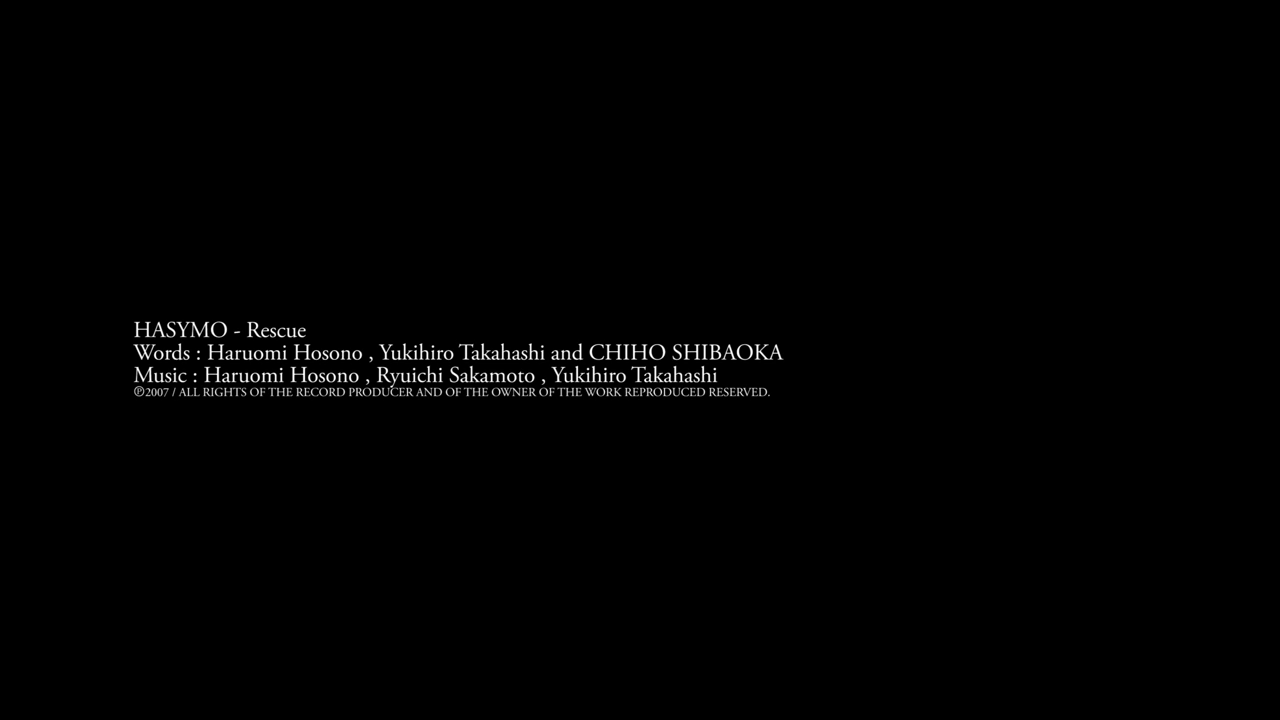 HASYMO - Rescue
Words : Haruomi Hosono , Yukihiro Takahashi and CHIHO SHIBAOKA
Music : Haruomi Hosono , Ryuichi Sakamoto , Yukihiro Takahashi
℗2007 / ALL RIGHTS OF THE RECORD PRODUCER AND OF THE OWNER OF THE WORK REPRODUCED RESERVED.